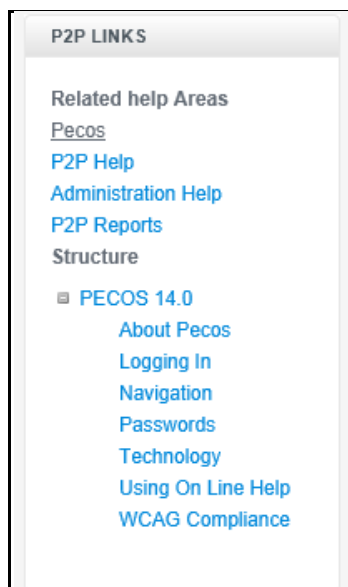 P2P LINKS
Related help Areas
Pecos
P2P Help
Administration Help
P2P Reports
Structure
PECOS 14.0
About Pecos
Logging In
Navigation
Passwords
Technology
Using On Line Help
WCAG Compliance